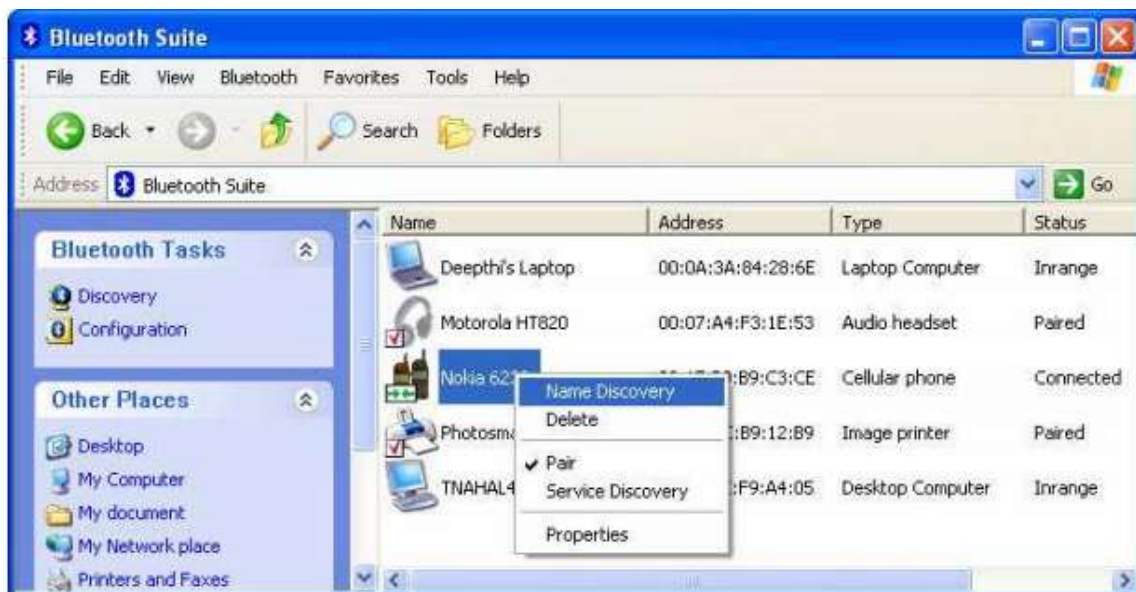 Bluetooth Suite
File Edit View Bluetooth Favorites Tools Help
Back Search Folders
Address Bluetooth Suite Go
Name Address Type Status
Bluetooth Tasks
Discovery
Configuration
Other Places
Desktop
My Computer
My document
My Network place
Printers and Faxes
Deepthi's Laptop 00:0A:3A:84:28:6E Laptop Computer Inrange
Motorola HT820 00:07:A4:F3:1E:53 Audio headset Paired
Nokia :B9:C3:CE Cellular phone Connected
:B9:12:B9 Image printer Paired
TNAHAL4 :F9:A4:05 Desktop Computer Inrange
Name Discovery
Delete
Pair
Service Discovery
Properties